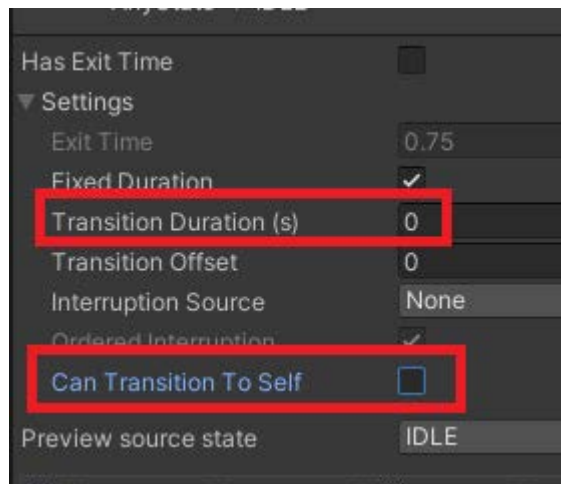 Has Exit Time
Settings
Exit Time 0.75
Fixed Duration
Transition Duration (s) 0
Transition Offset 0
Interruption Source None
Ordered Interruption
Can Transition To Self
Preview source state IDLE